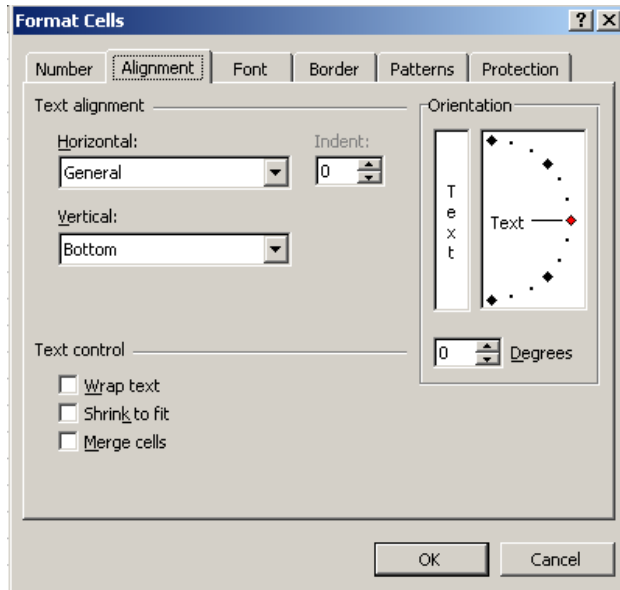 Format Cells
Number Alignment Font Border Patterns Protection
Text alignment
Horizontal:
General
Indent:
0
Vertical:
Bottom
Orientation
Text
Text
0 Degrees
Text control
Wrap text
Shrink to fit
Merge cells
OK Cancel